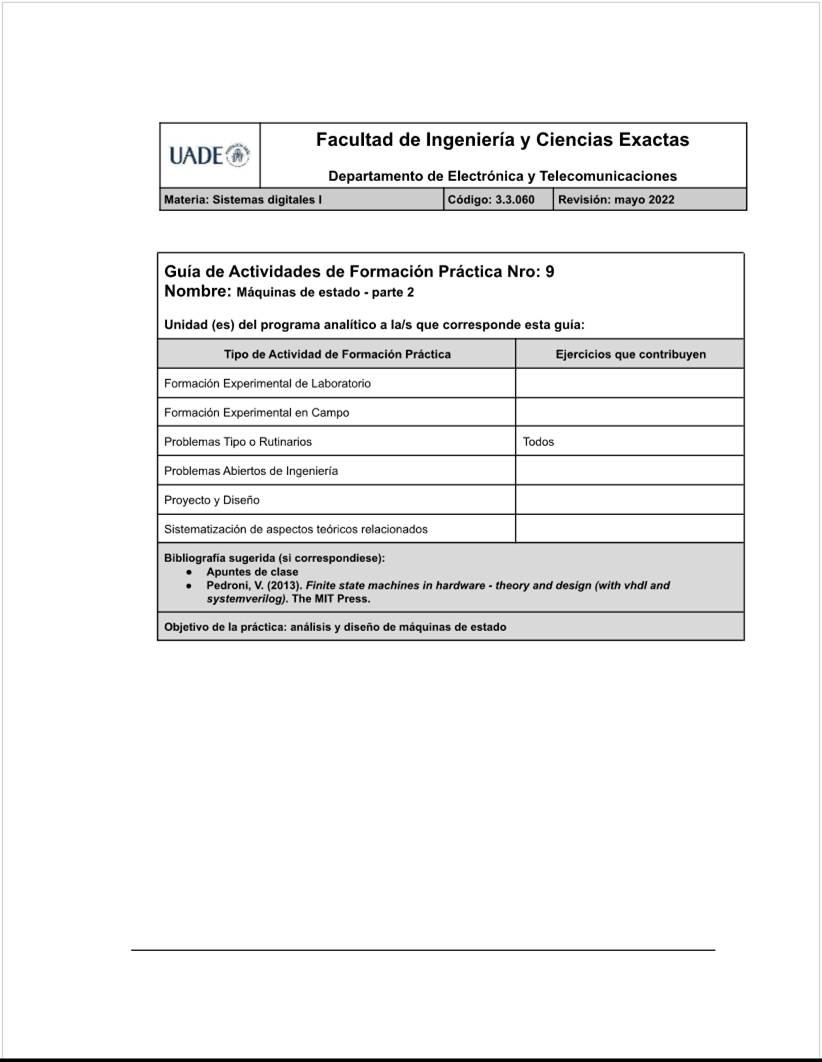 UADE
Facultad de Ingeniería y Ciencias Exactas
Departamento de Electrónica y Telecomunicaciones
Materia: Sistemas digitales I
Código: 3.3.060
Revisión: mayo 2022
Guía de Actividades de Formación Práctica Nro: 9
Nombre: Máquinas de estado - parte 2
Unidad (es) del programa analítico a la/s que corresponde esta guía:
Tipo de Actividad de Formación Práctica
Ejercicios que contribuyen
Formación Experimental de Laboratorio
Formación Experimental en Campo
Problemas Tipo o Rutinarios
Todos
Problemas Abiertos de Ingeniería
Proyecto y Diseño
Sistematización de aspectos teóricos relacionados
Bibliografía sugerida (si correspondiese):
● Apuntes de clase
● Pedroni, V. (2013). Finite state machines in hardware - theory and design (with vhdl and
systemverilog). The MIT Press.
Objetivo de la práctica: análisis y diseño de máquinas de estado